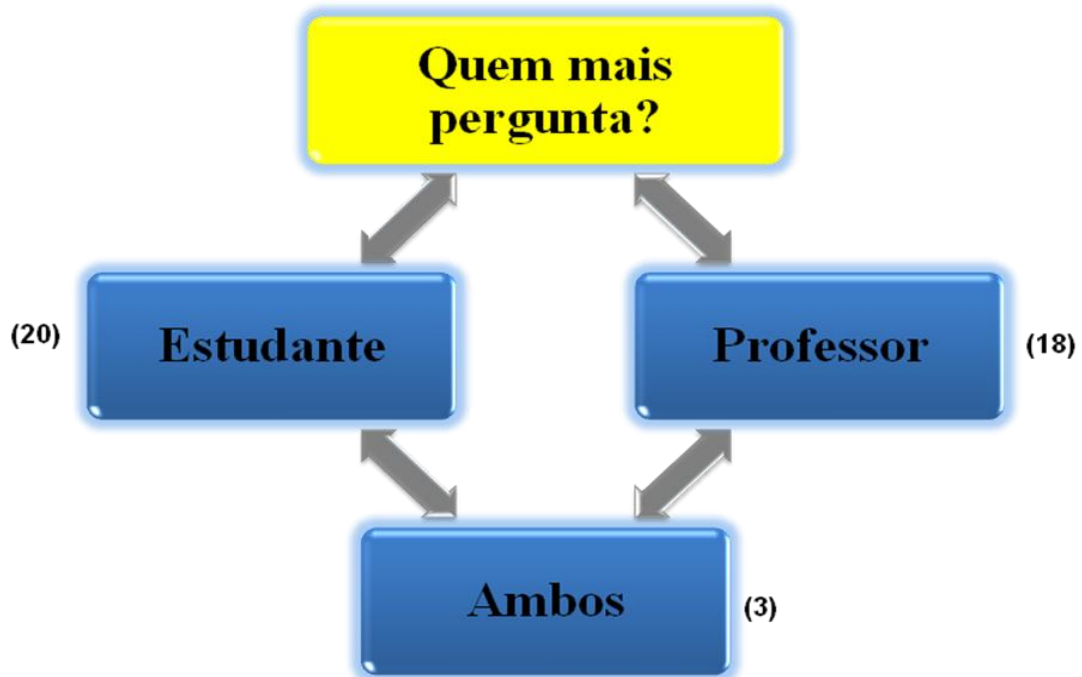 Quem mais
pergunta?
(20)
Estudante
Professor
(18)
Ambos
(3)